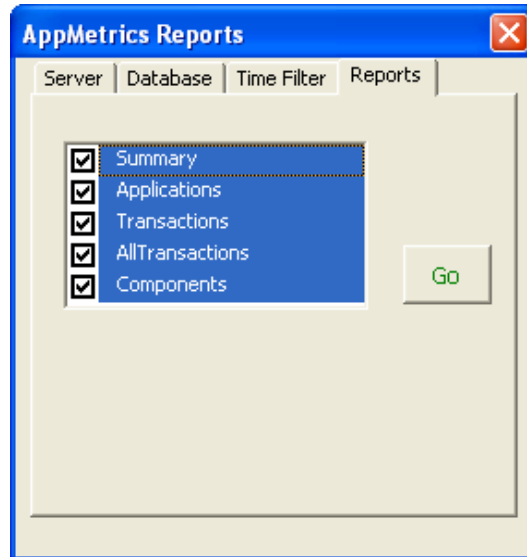 AppMetrics Reports
Server Database Time Filter Reports
Summary
Applications
Transactions
AllTransactions
Components
Go